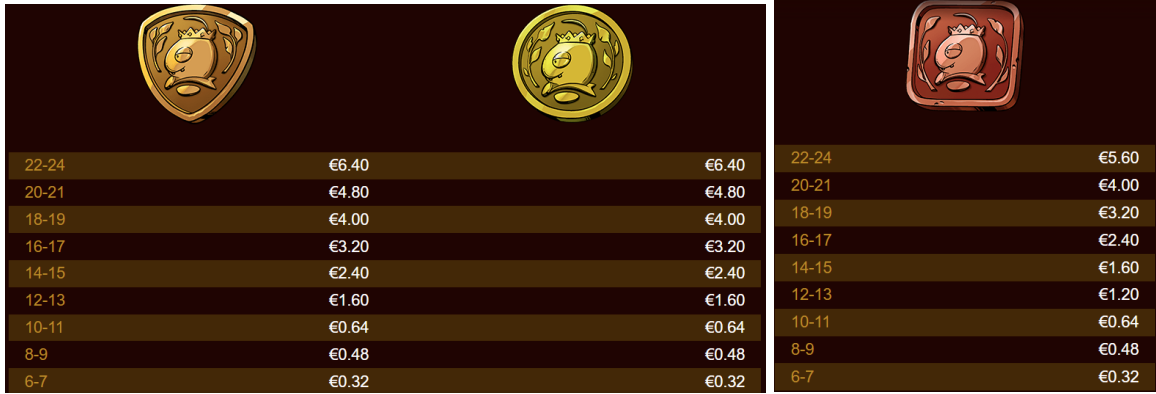 22-24 €6.40 €6.40
20-21 €4.80 €4.80
18-19 €4.00 €4.00
16-17 €3.20 €3.20
14-15 €2.40 €2.40
12-13 €1.60 €1.60
10-11 €0.64 €0.64
8-9 €0.48 €0.48
6-7 €0.32 €0.32
22-24 €5.60
20-21 €4.00
18-19 €3.20
16-17 €2.40
14-15 €1.60
12-13 €1.20
10-11 €0.64
8-9 €0.48
6-7 €0.32